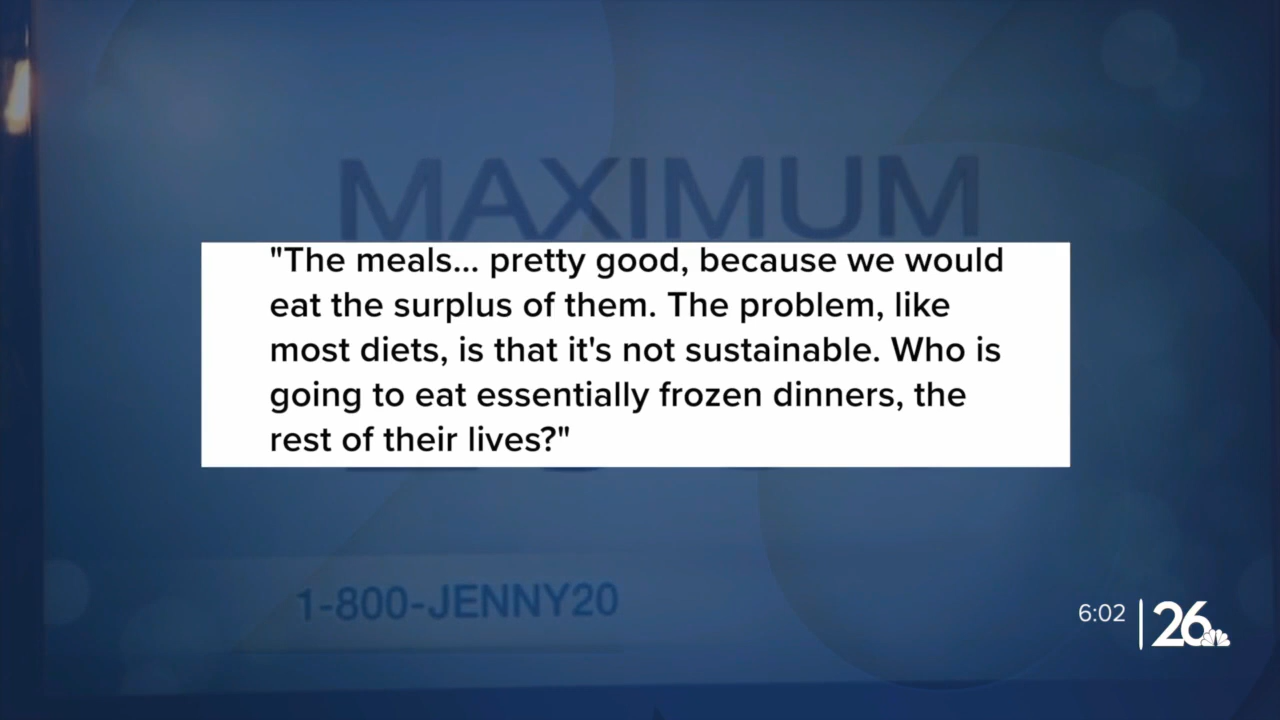 MAXIMUM
"The meals... pretty good, because we would
eat the surplus of them. The problem, like
most diets, is that it's not sustainable. Who is
going to eat essentially frozen dinners, the
rest of their lives?"
1-800-JENNY20
6:02
26